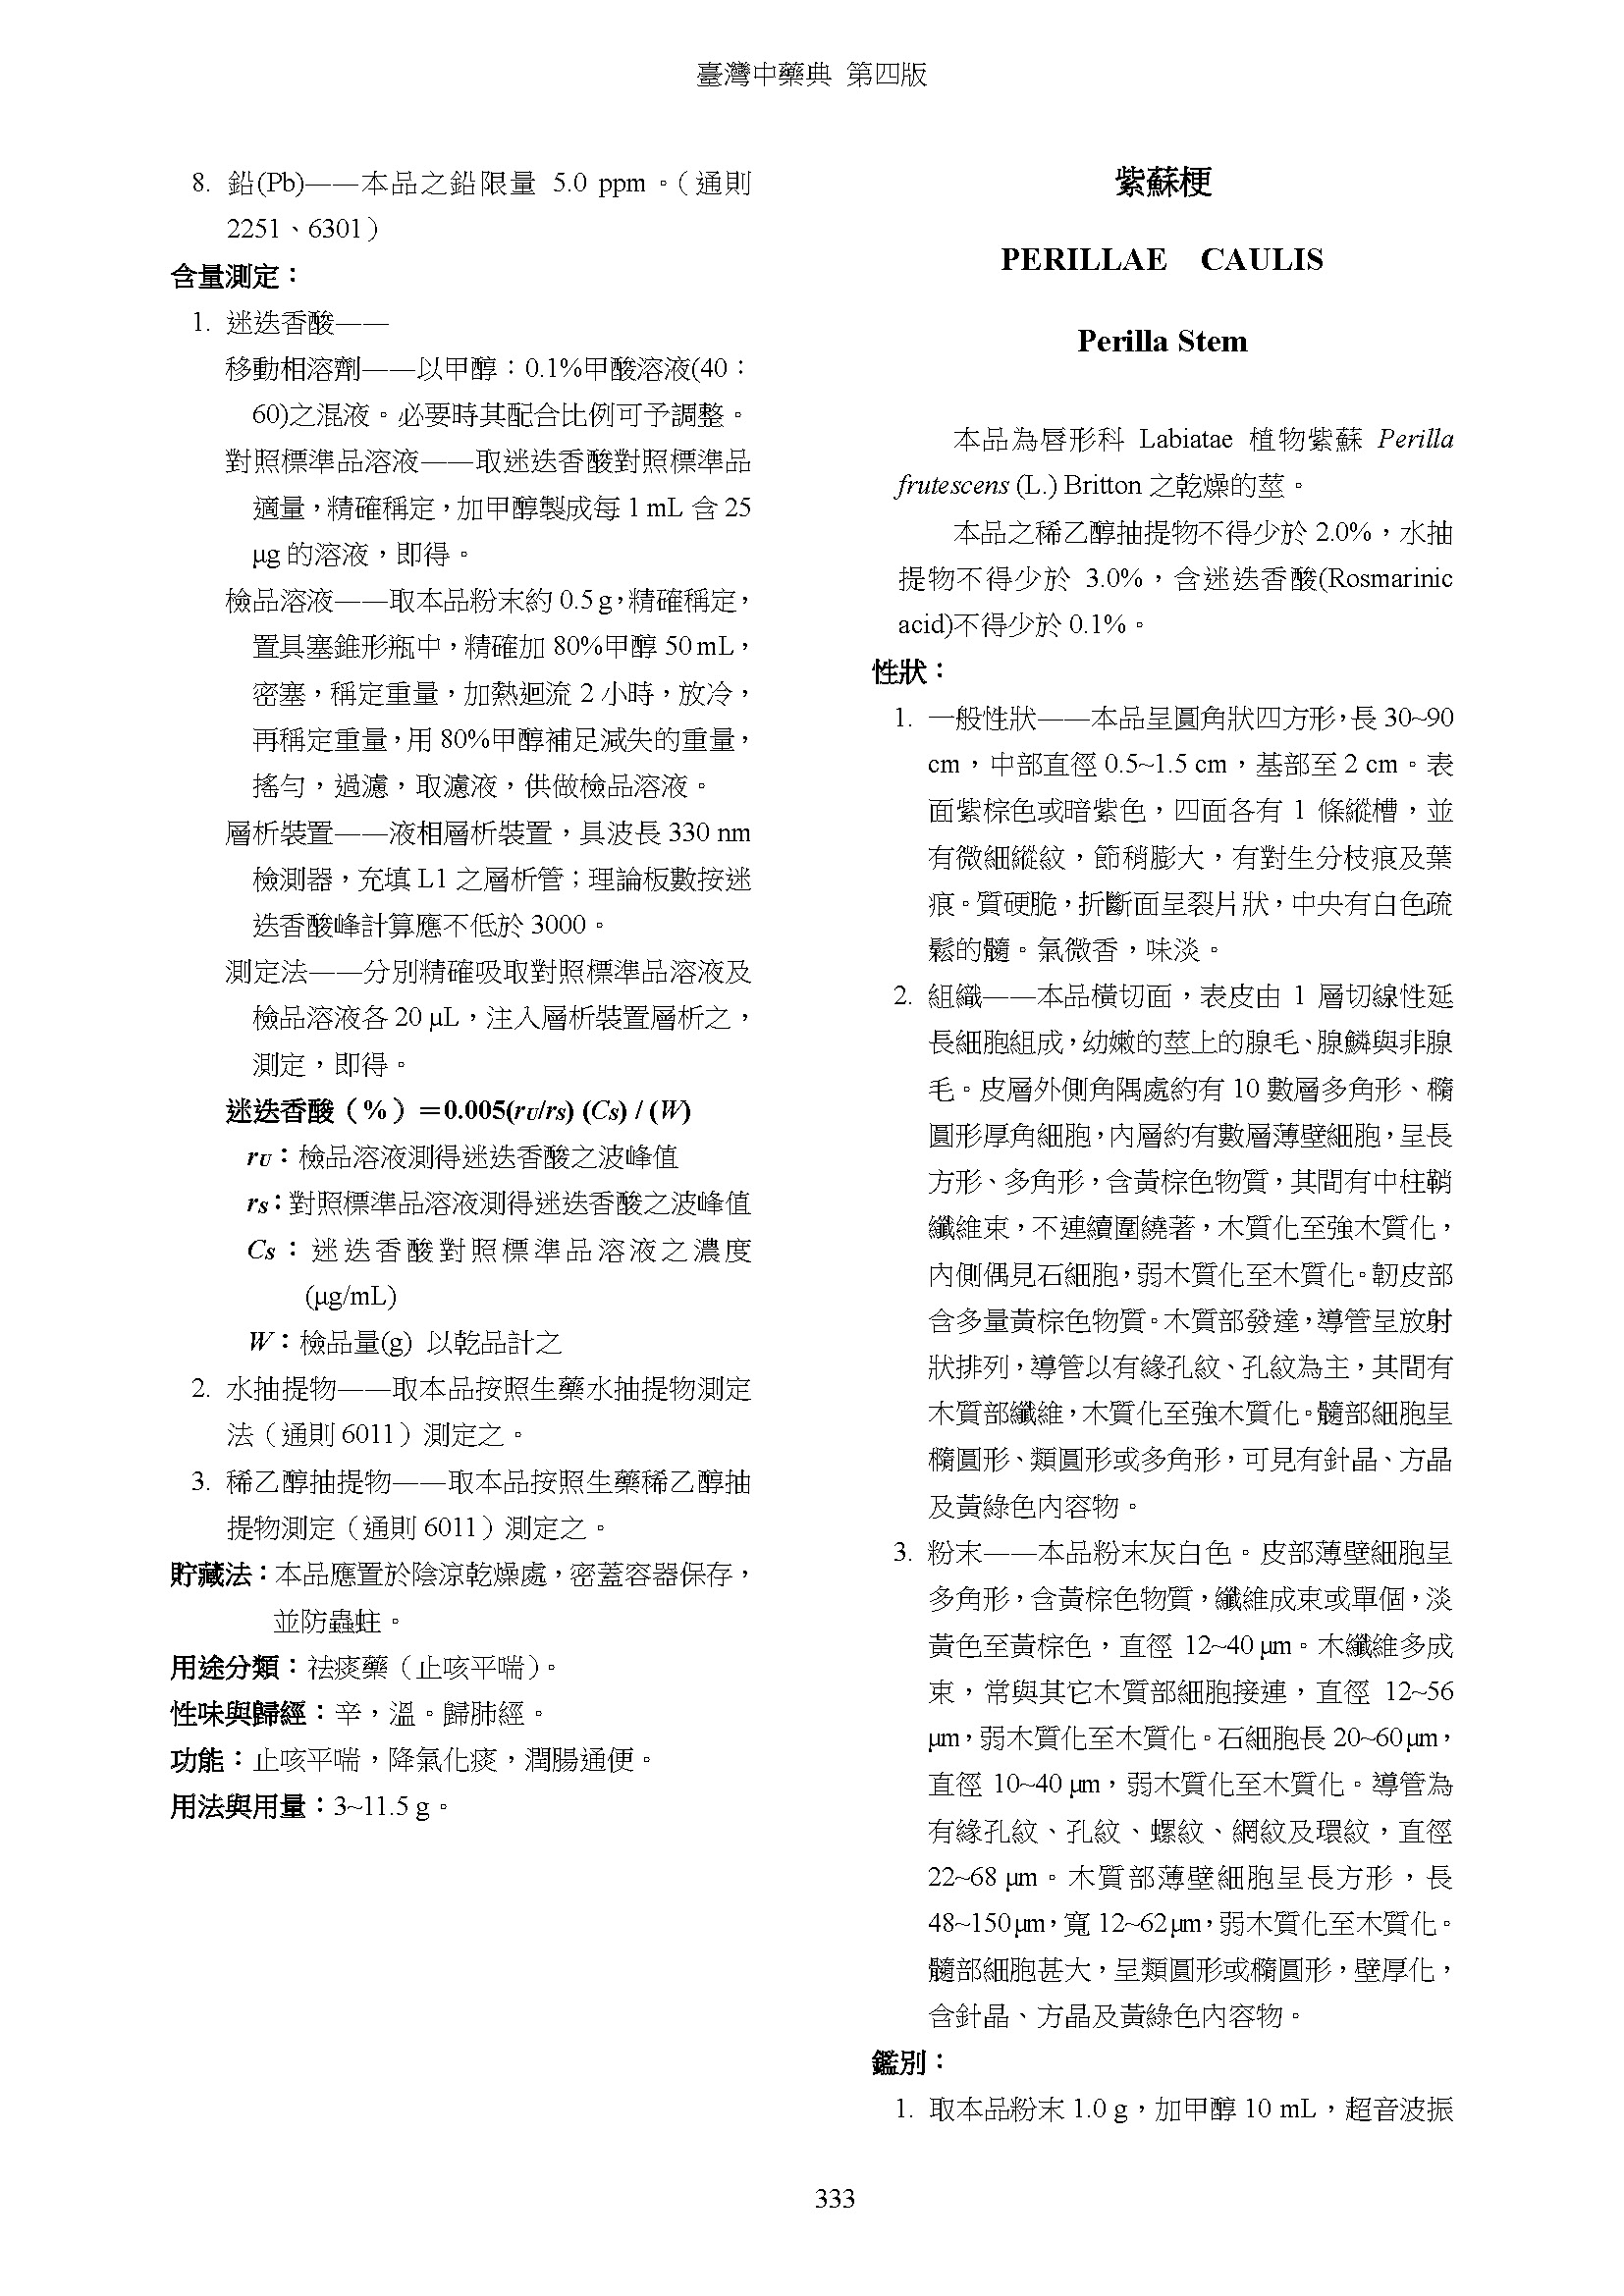 臺灣中藥典 第四版
8. 鉛(Pb)——本品之鉛限量 5.0 ppm。（通則
2251、6301）
含量測定：
1. 迷迭香酸——
移動相溶劑——以甲醇：0.1%甲酸溶液(40：
60)之混液。必要時其配合比例可予調整。
對照標準品溶液——取迷迭香酸對照標準品
適量，精確稱定，加甲醇製成每 1 mL 含 25
μg 的溶液，即得。
檢品溶液——取本品粉末約 0.5 g，精確稱定，
置具塞錐形瓶中，精確加 80%甲醇 50 mL，
密塞，稱定重量，加熱迴流 2 小時，放冷，
再稱定重量，用 80%甲醇補足減失的重量，
搖勻，過濾，取濾液，供做檢品溶液。
層析裝置——液相層析裝置，具波長 330 nm
檢測器，充填 L1 之層析管；理論板數按迷
迭香酸峰計算應不低於 3000。
測定法——分別精確吸取對照標準品溶液及
檢品溶液各 20 μL，注入層析裝置層析之，
測定，即得。
迷迭香酸（%）＝0.005(rU/rS) (CS) / (W)
rU：檢品溶液測得迷迭香酸之波峰值
rS：對照標準品溶液測得迷迭香酸之波峰值
CS：迷迭香酸對照標準品溶液之濃度
(μg/mL)
W：檢品量(g) 以乾品計之
2. 水抽提物——取本品按照生藥水抽提物測定
法（通則 6011）測定之。
3. 稀乙醇抽提物——取本品按照生藥稀乙醇抽
提物測定（通則 6011）測定之。
貯藏法：本品應置於陰涼乾燥處，密蓋容器保存，
並防蟲蛀。
用途分類：祛痰藥（止咳平喘）。
性味與歸經：辛，溫。歸肺經。
功能：止咳平喘，降氣化痰，潤腸通便。
用法與用量：3~11.5 g。
紫蘇梗
PERILLAE CAULIS
Perilla Stem
本品為唇形科 Labiatae 植物紫蘇 Perilla
frutescens (L.) Britton 之乾燥的莖。
本品之稀乙醇抽提物不得少於 2.0%，水抽
提物不得少於 3.0%，含迷迭香酸(Rosmarinic
acid)不得少於 0.1%。
性狀：
1. 一般性狀——本品呈圓角狀四方形，長 30~90
cm，中部直徑 0.5~1.5 cm，基部至 2 cm。表
面紫棕色或暗紫色，四面各有 1 條縱槽，並
有微細縱紋，節稍膨大，有對生分枝痕及葉
痕。質硬脆，折斷面呈裂片狀，中央有白色疏
鬆的髓。氣微香，味淡。
2. 組織——本品橫切面，表皮由 1 層切線性延
長細胞組成，幼嫩的莖上的腺毛、腺鱗與非腺
毛。皮層外側角隅處約有 10 數層多角形、橢
圓形厚角細胞，內層約有數層薄壁細胞，呈長
方形、多角形，含黃棕色物質，其間有中柱鞘
纖維束，不連續圍繞著，木質化至強木質化，
內側偶見石細胞，弱木質化至木質化。韌皮部
含多量黃棕色物質。木質部發達，導管呈放射
狀排列，導管以有緣孔紋、孔紋為主，其間有
木質部纖維，木質化至強木質化。髓部細胞呈
橢圓形、類圓形或多角形，可見有針晶、方晶
及黃綠色內容物。
3. 粉末——本品粉末灰白色。皮部薄壁細胞呈
多角形，含黃棕色物質，纖維成束或單個，淡
黃色至黃棕色，直徑 12~40 μm。木纖維多成
束，常與其它木質部細胞接連，直徑 12~56
μm，弱木質化至木質化。石細胞長 20~60 μm，
直徑 10~40 μm，弱木質化至木質化。導管為
有緣孔紋、孔紋、螺紋、網紋及環紋，直徑
22~68 μm。木質部薄壁細胞呈長方形，長
48~150 μm，寬 12~62 μm，弱木質化至木質化。
髓部細胞甚大，呈類圓形或橢圓形，壁厚化，
含針晶、方晶及黃綠色內容物。
鑑別：
1. 取本品粉末 1.0 g，加甲醇 10 mL，超音波振
333